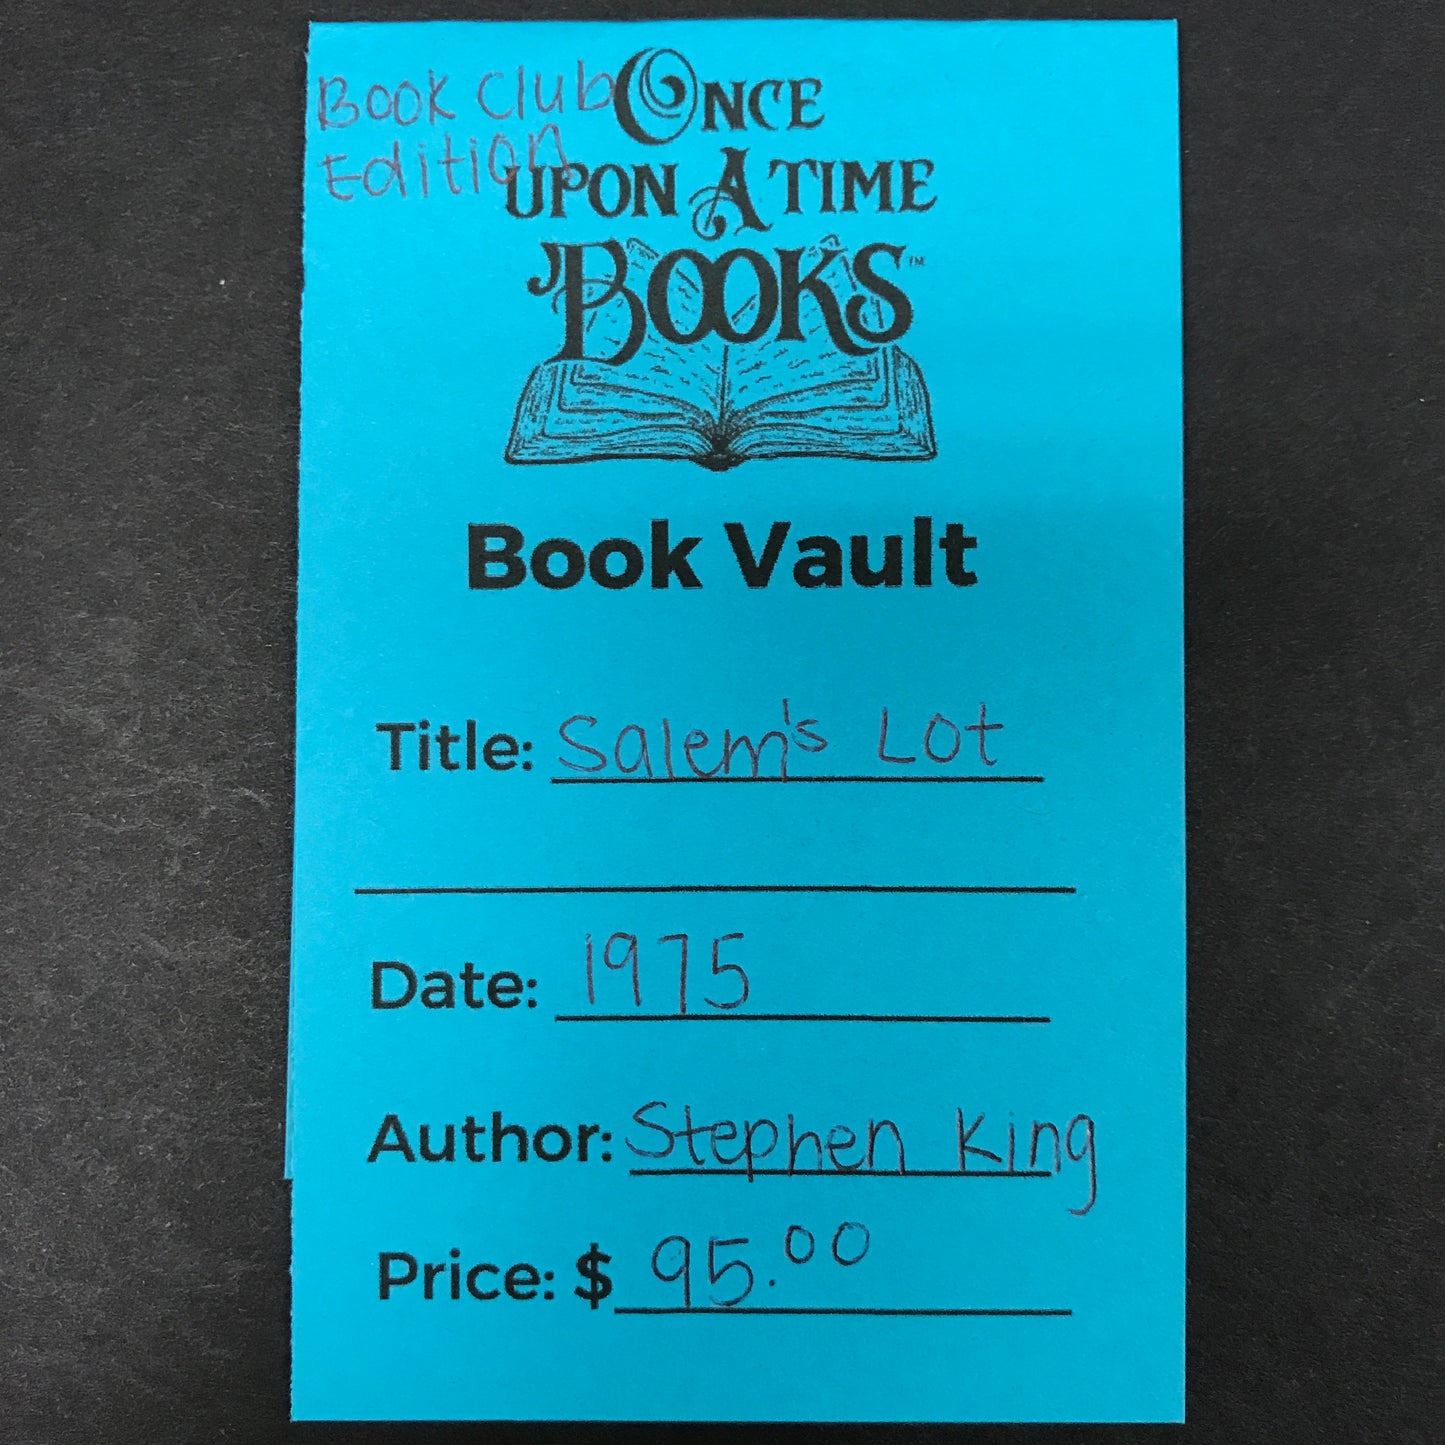 Book Club
Edition
ONCE
UPON A TIME
BOOKS™
Book Vault
Title: Salem's Lot
Date: 1975
Author: Stephen King
Price: $ 95.00